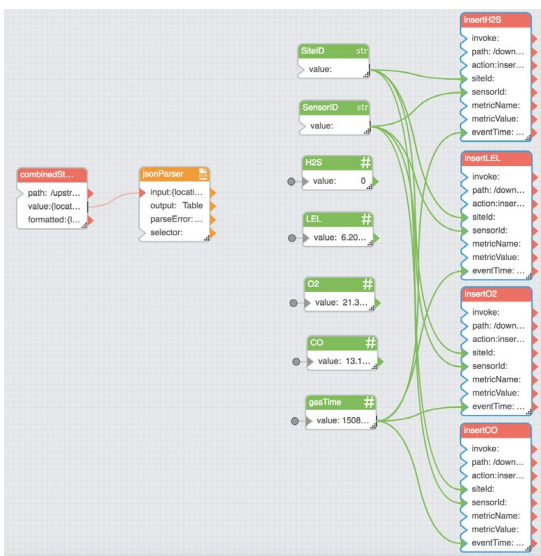 combinedSt...
path: /upstr...
value:{locat...
formatted:{l...
jsonParser
input:{locati...
output: Table
parseError: ...
selector:
SiteID str
value:
SensorID str
value:
H2S #
value: 0
LEL #
value: 6.20...
O2 #
value: 21.3...
CO #
value: 13.1...
gasTime #
value: 1508...
insertH2S
invoke:
path: /down...
action:inser...
siteId:
sensorId:
metricName:
metricValue:
eventTime: ...
insertLEL
invoke:
path: /down...
action:inser...
siteId:
sensorId:
metricName:
metricValue:
eventTime: ...
insertO2
invoke:
path: /down...
action:inser...
siteId:
sensorId:
metricName:
metricValue:
eventTime: ...
insertCO
invoke:
path: /down...
action:inser...
siteId:
sensorId:
metricName:
metricValue:
eventTime: ...